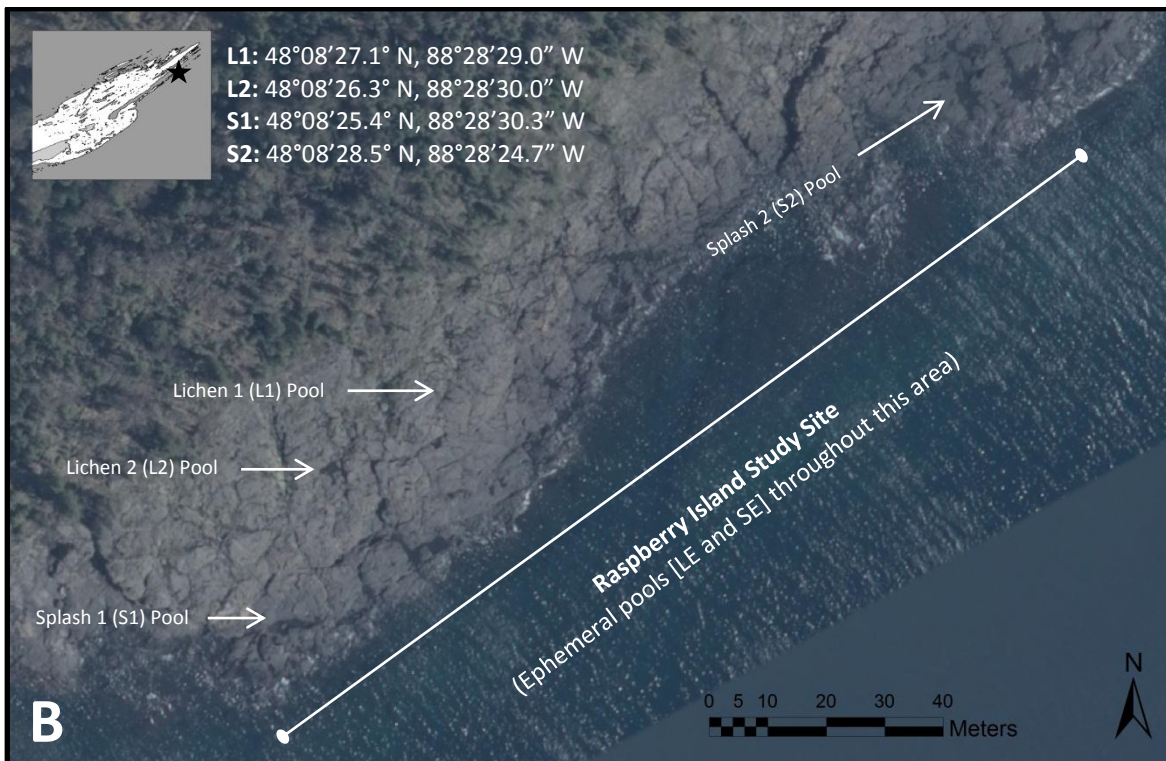 L1: 48°08’27.1° N, 88°28’29.0” W
L2: 48°08’26.3° N, 88°28’30.0” W
S1: 48°08’25.4° N, 88°28’30.3” W
S2: 48°08’28.5° N, 88°28’24.7” W
Splash 2 (S2) Pool
Lichen 1 (L1) Pool
Lichen 2 (L2) Pool
Splash 1 (S1) Pool
Raspberry Island Study Site
(Ephemeral pools [LE and SE] throughout this area)
B
0 5 10 20 30 40
Meters
N